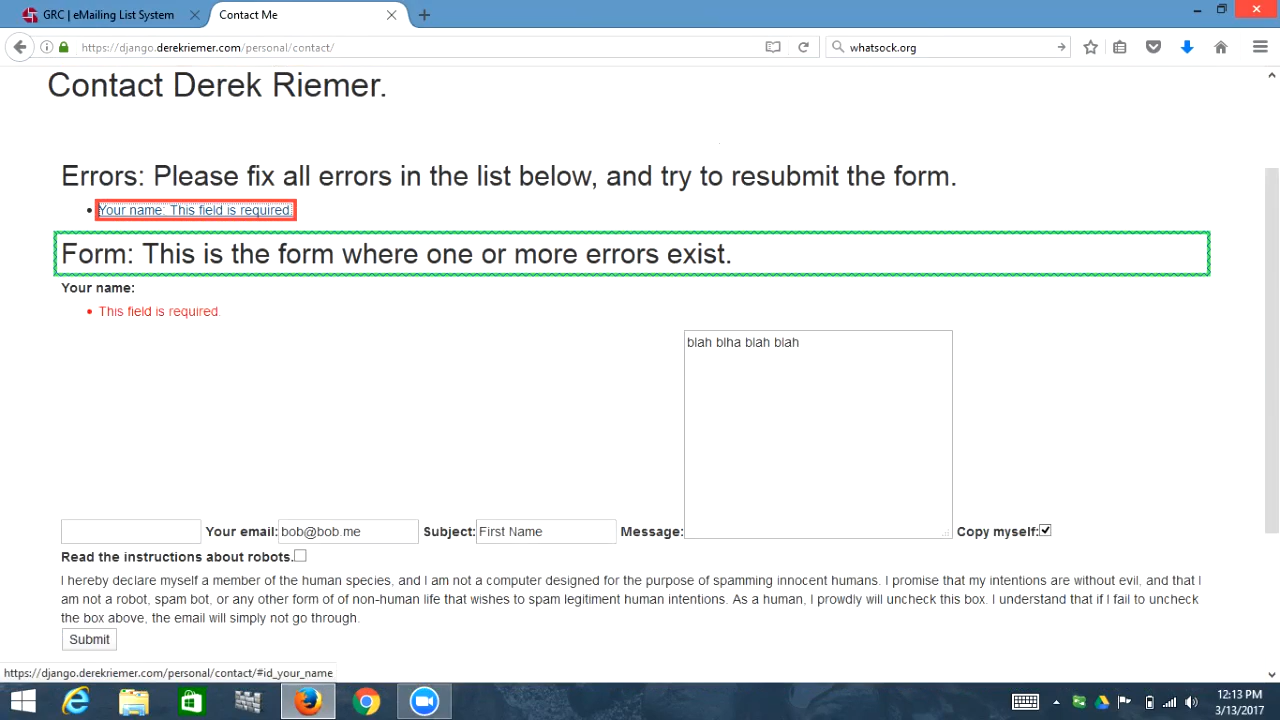 GRC | eMailing List System
Contact Me
https://django.derekriemer.com/personal/contact/
whatsock.org
Contact Derek Riemer.
Errors: Please fix all errors in the list below, and try to resubmit the form.
Your name: This field is required.
Form: This is the form where one or more errors exist.
Your name:
This field is required.
blah blha blah blah
Your email: bob@bob.me Subject: First Name Message: Copy myself:
Read the instructions about robots.
I hereby declare myself a member of the human species, and I am not a computer designed for the purpose of spamming innocent humans. I promise that my intentions are without evil, and that I
am not a robot, spam bot, or any other form of of non-human life that wishes to spam legitiment human intentions. As a human, I prowdly will uncheck this box. I understand that if I fail to uncheck
the box above, the email will simply not go through.
Submit
https://django.derekriemer.com/personal/contact/#id_your_name
12:13 PM
3/13/2017